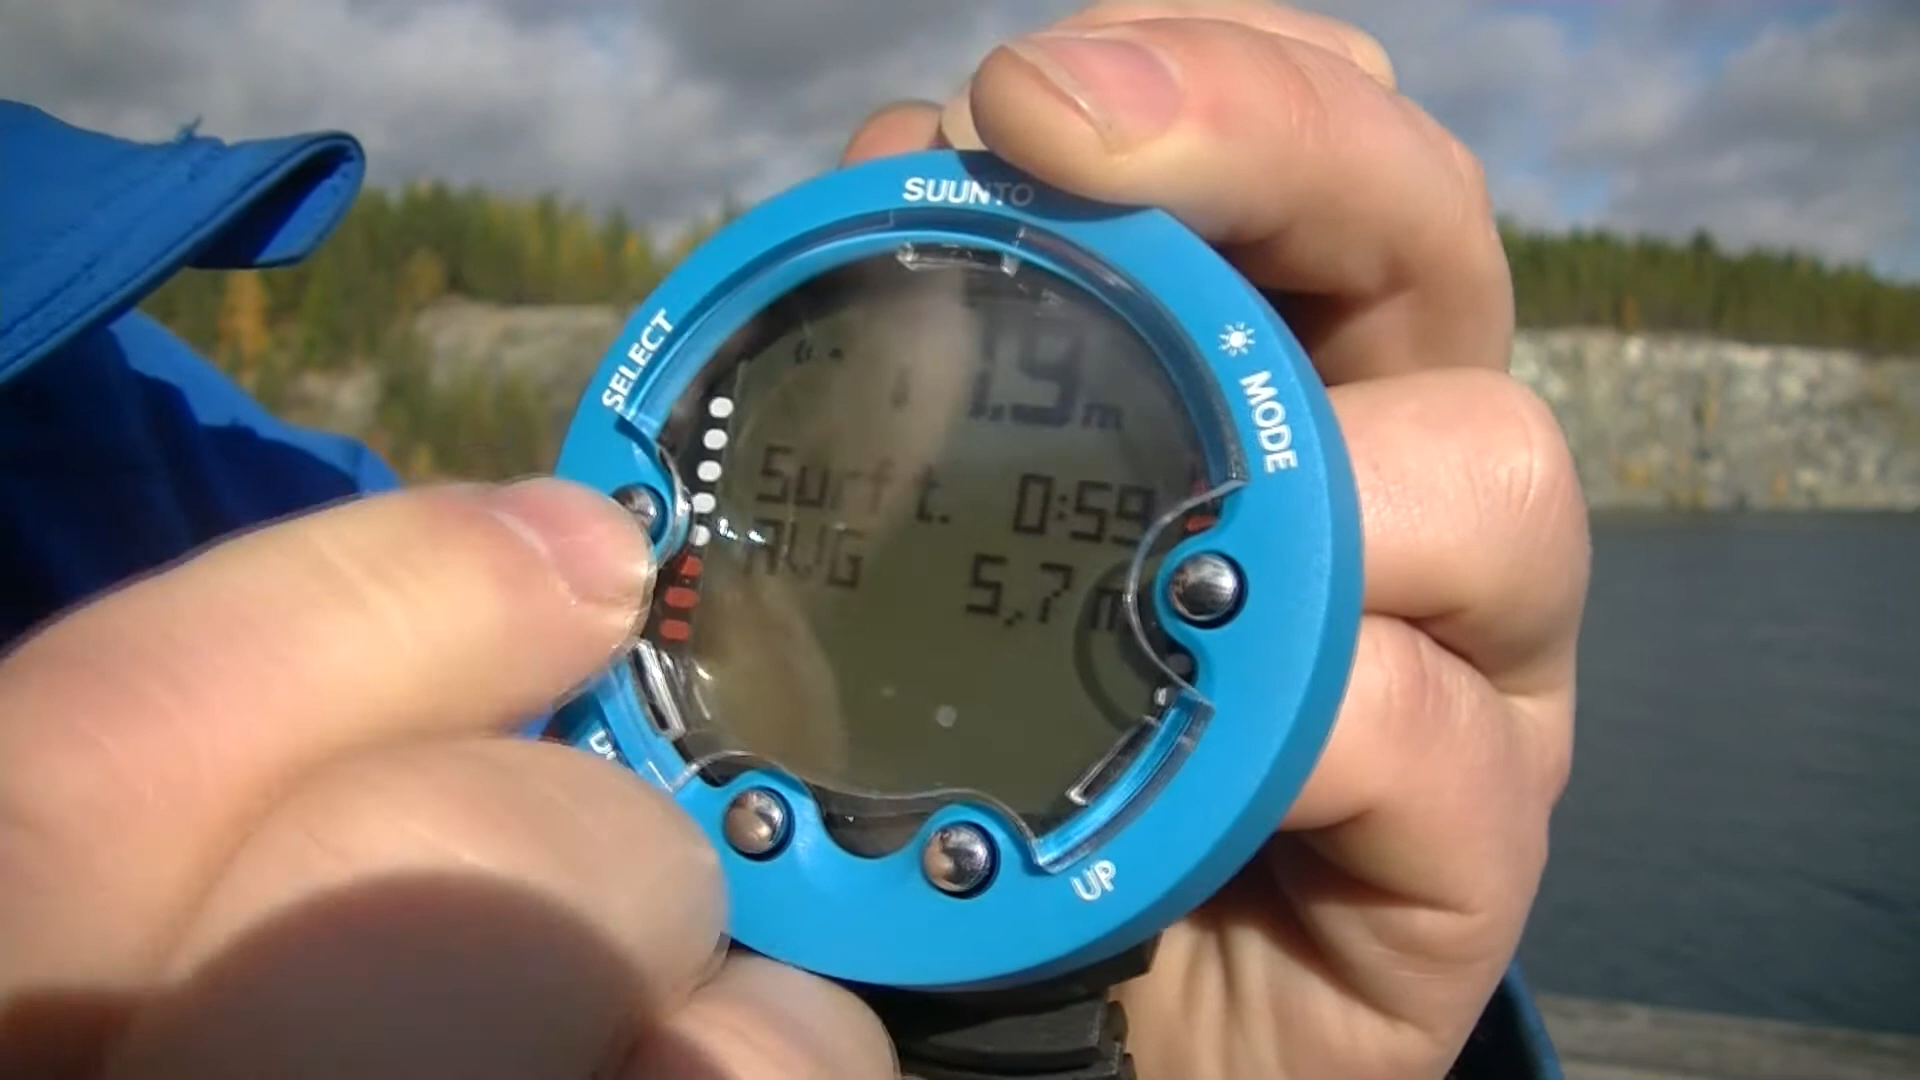 SUUNTO
SELECT
MODE
Surf t. 0:59
AVG 5,7 m
UP